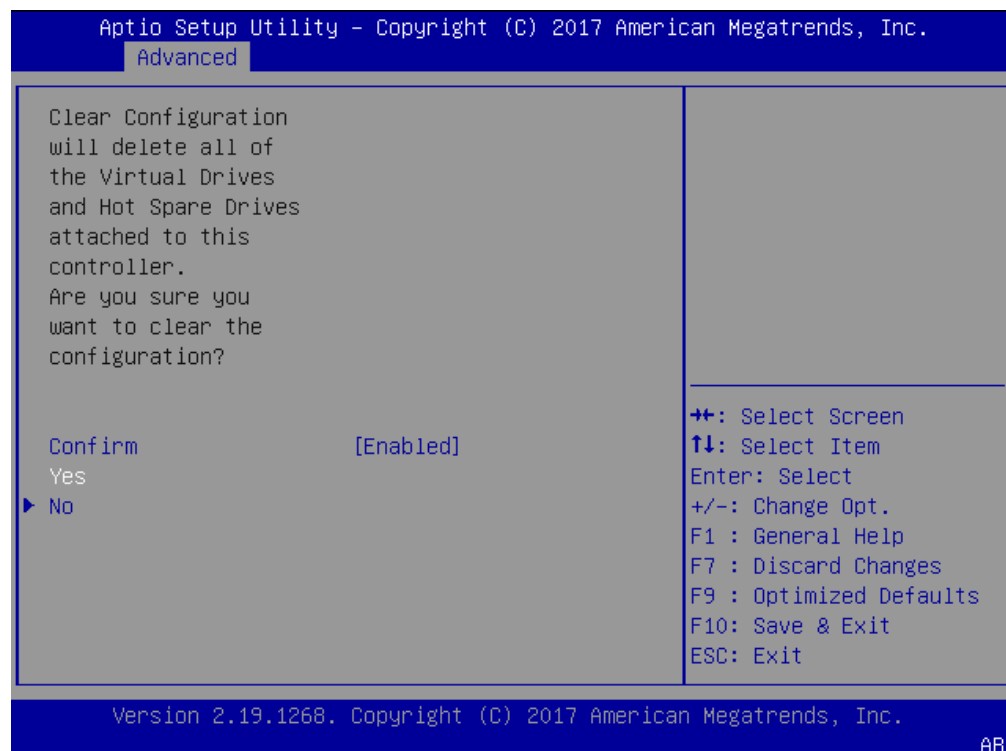 Aptio Setup Utility – Copyright (C) 2017 American Megatrends, Inc.
Advanced
Clear Configuration
will delete all of
the Virtual Drives
and Hot Spare Drives
attached to this
controller.
Are you sure you
want to clear the
configuration?
Confirm [Enabled]
Yes
▶ No
→←: Select Screen
↑↓: Select Item
Enter: Select
+/-: Change Opt.
F1 : General Help
F7 : Discard Changes
F9 : Optimized Defaults
F10: Save & Exit
ESC: Exit
Version 2.19.1268. Copyright (C) 2017 American Megatrends, Inc.
AB